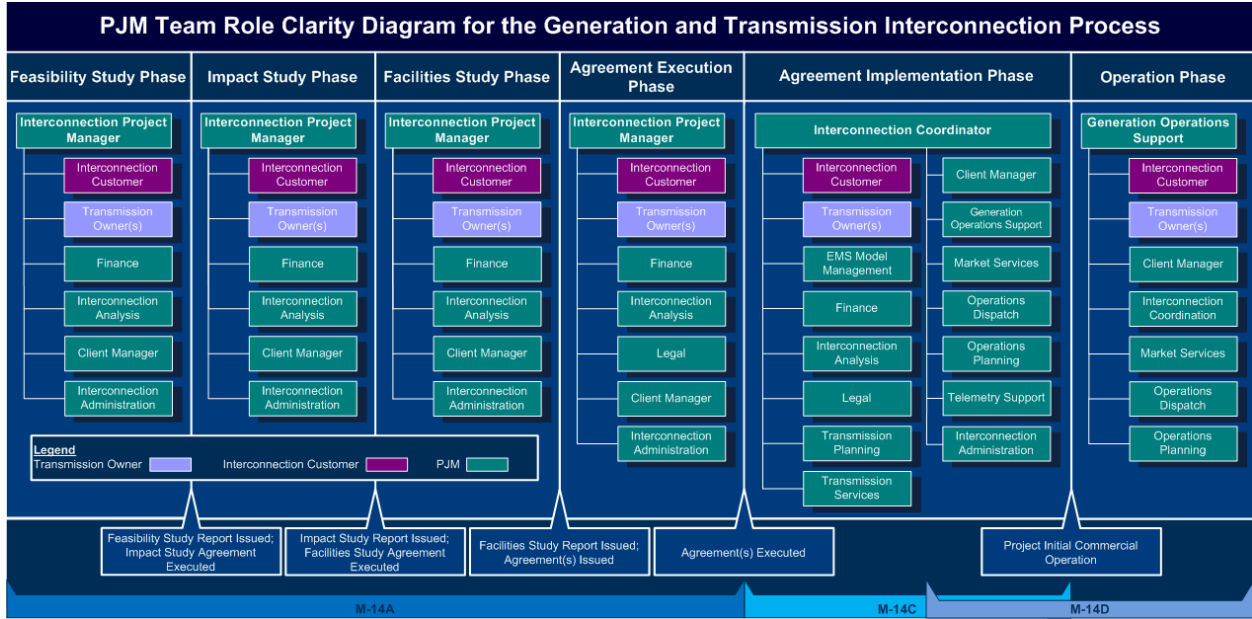 PJM Team Role Clarity Diagram for the Generation and Transmission Interconnection Process
Feasibility Study Phase
Impact Study Phase
Facilities Study Phase
Agreement Execution
Phase
Agreement Implementation Phase
Operation Phase
Interconnection Project
Manager
Interconnection
Customer
Transmission
Owner(s)
Finance
Interconnection
Analysis
Client Manager
Interconnection
Administration
Interconnection Project
Manager
Interconnection
Customer
Transmission
Owner(s)
Finance
Interconnection
Analysis
Client Manager
Interconnection
Administration
Interconnection Project
Manager
Interconnection
Customer
Transmission
Owner(s)
Finance
Interconnection
Analysis
Client Manager
Interconnection
Administration
Interconnection Project
Manager
Interconnection
Customer
Transmission
Owner(s)
Finance
Interconnection
Analysis
Legal
Client Manager
Interconnection
Administration
Interconnection Coordinator
Interconnection
Customer
Transmission
Owner(s)
EMS Model
Management
Finance
Interconnection
Analysis
Legal
Transmission
Planning
Transmission
Services
Client Manager
Generation
Operations Support
Market Services
Operations
Dispatch
Operations
Planning
Telemetry Support
Interconnection
Administration
Generation Operations
Support
Interconnection
Customer
Transmission
Owner(s)
Client Manager
Interconnection
Coordination
Market Services
Operations
Dispatch
Operations
Planning
Legend
Transmission Owner
Interconnection Customer
PJM
Feasibility Study Report Issued;
Impact Study Agreement
Executed
Impact Study Report Issued;
Facilities Study Agreement
Executed
Facilities Study Report Issued;
Agreement(s) Issued
Agreement(s) Executed
Project Initial Commercial
Operation
M-14A
M-14C
M-14D